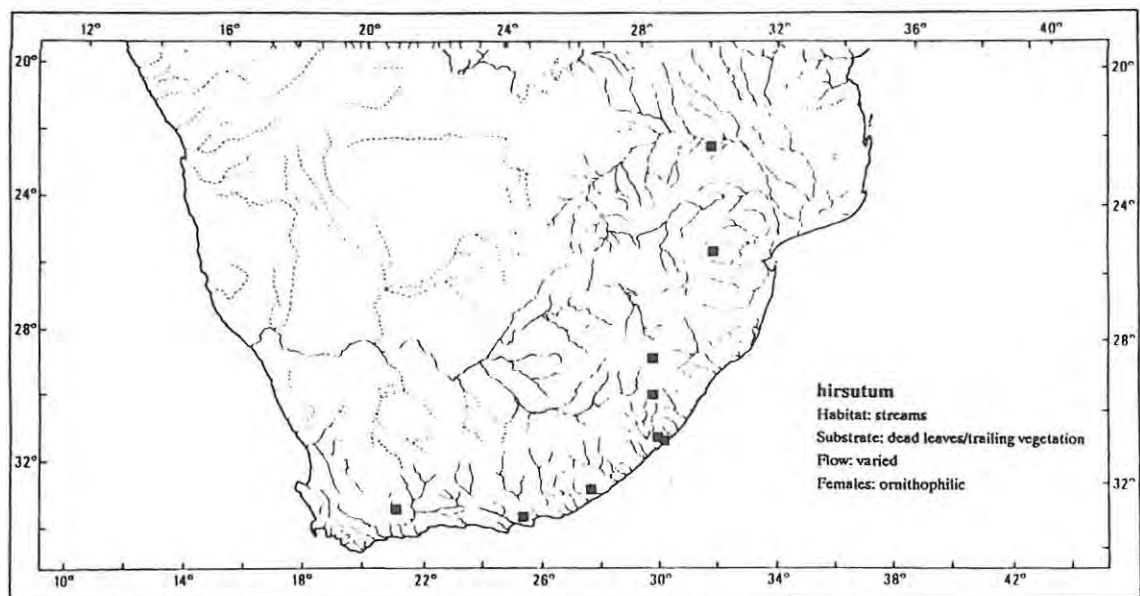 12° 16° 20° 24° 28° 32° 36° 40°
20° 20°
24° 24°
28° 28°
hirsutum
Habitat: streams
Substrate: dead leaves/trailing vegetation
Flow: varied
Females: ornithophilic
32° 32°
10° 14° 18° 22° 26° 30° 34° 38° 42°